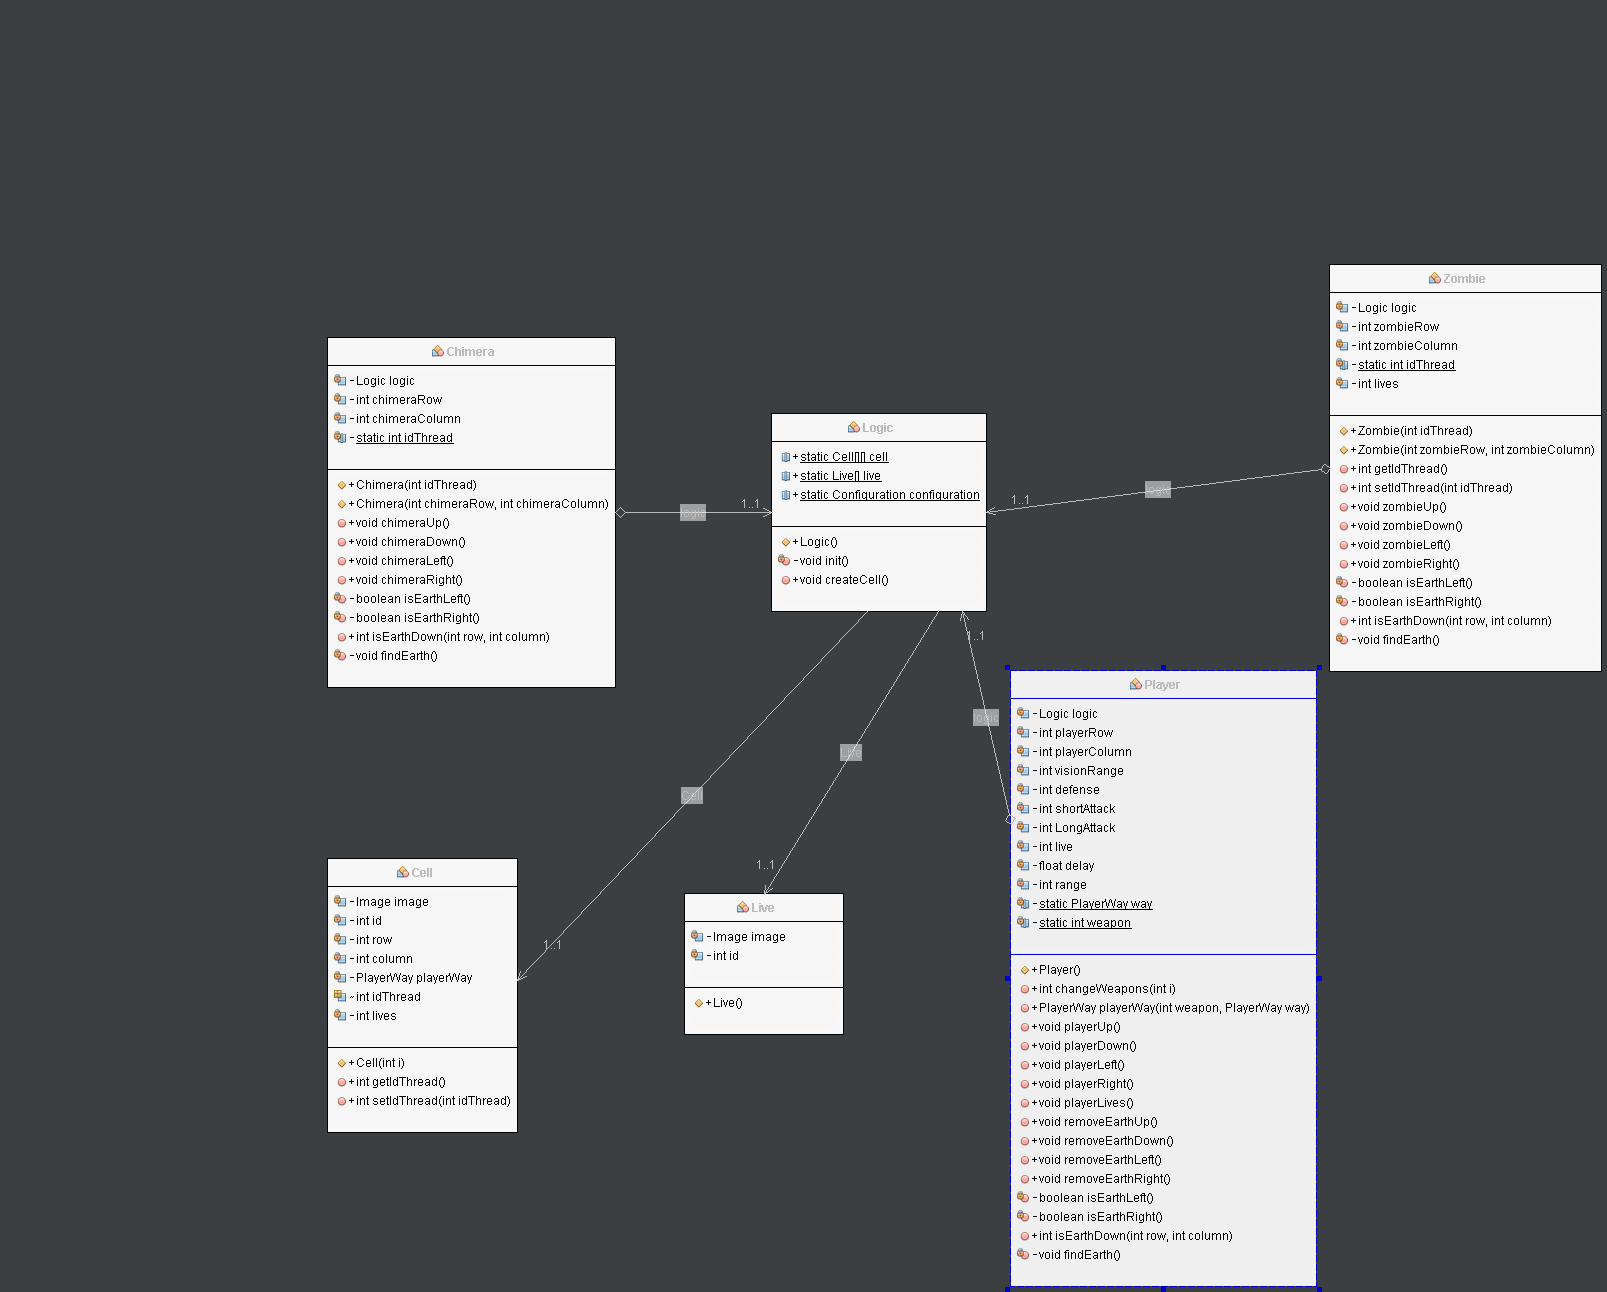 Chimera
-Logic logic
-int chimeraRow
-int chimeraColumn
-static int idThread
+Chimera(int idThread)
+Chimera(int chimeraRow, int chimeraColumn)
+void chimeraUp()
+void chimeraDown()
+void chimeraLeft()
+void chimeraRight()
-boolean isEarthLeft()
-boolean isEarthRight()
+int isEarthDown(int row, int column)
-void findEarth()
logic
1..1
Logic
+static Cell[][] cell
+static Live[] live
+static Configuration configuration
+Logic()
-void init()
+void createCell()
1..1
logic
Zombie
-Logic logic
-int zombieRow
-int zombieColumn
-static int idThread
-int lives
+Zombie(int idThread)
+Zombie(int zombieRow, int zombieColumn)
+int getIdThread()
+int setIdThread(int idThread)
+void zombieUp()
+void zombieDown()
+void zombieLeft()
+void zombieRight()
-boolean isEarthLeft()
-boolean isEarthRight()
+int isEarthDown(int row, int column)
-void findEarth()
1..1
logic
Life
Cell
1..1
1..1
Cell
-Image image
-int id
-int row
-int column
-PlayerWay playerWay
~int idThread
-int lives
+Cell(int i)
+int getIdThread()
+int setIdThread(int idThread)
Live
-Image image
-int id
+Live()
Player
-Logic logic
-int playerRow
-int playerColumn
-int visionRange
-int defense
-int shortAttack
-int LongAttack
-int live
-float delay
-int range
-static PlayerWay way
-static int weapon
+Player()
+int changeWeapons(int i)
+PlayerWay playerWay(int weapon, PlayerWay way)
+void playerUp()
+void playerDown()
+void playerLeft()
+void playerRight()
+void playerLives()
+void removeEarthUp()
+void removeEarthDown()
+void removeEarthLeft()
+void removeEarthRight()
-boolean isEarthLeft()
-boolean isEarthRight()
+int isEarthDown(int row, int column)
-void findEarth()